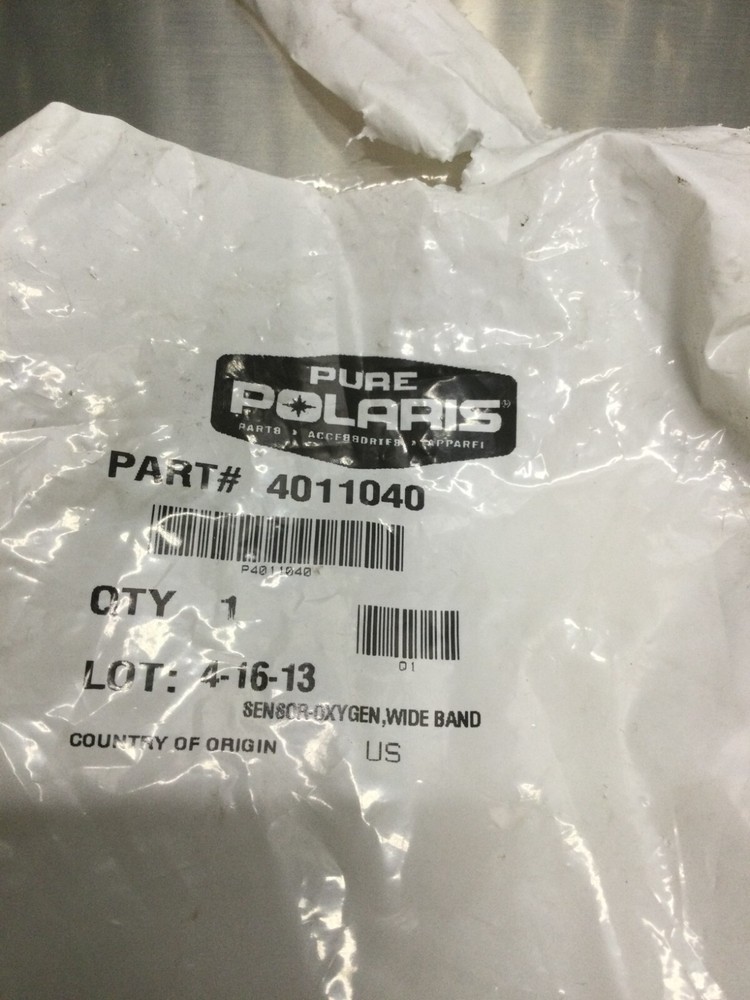 PURE
POLARIS®
PARTS › ACCESSORIES › APPAREL
PART# 4011040
P4011040
QTY 1
01
LOT: 4-16-13
SENSOR-OXYGEN,WIDE BAND
COUNTRY OF ORIGIN US